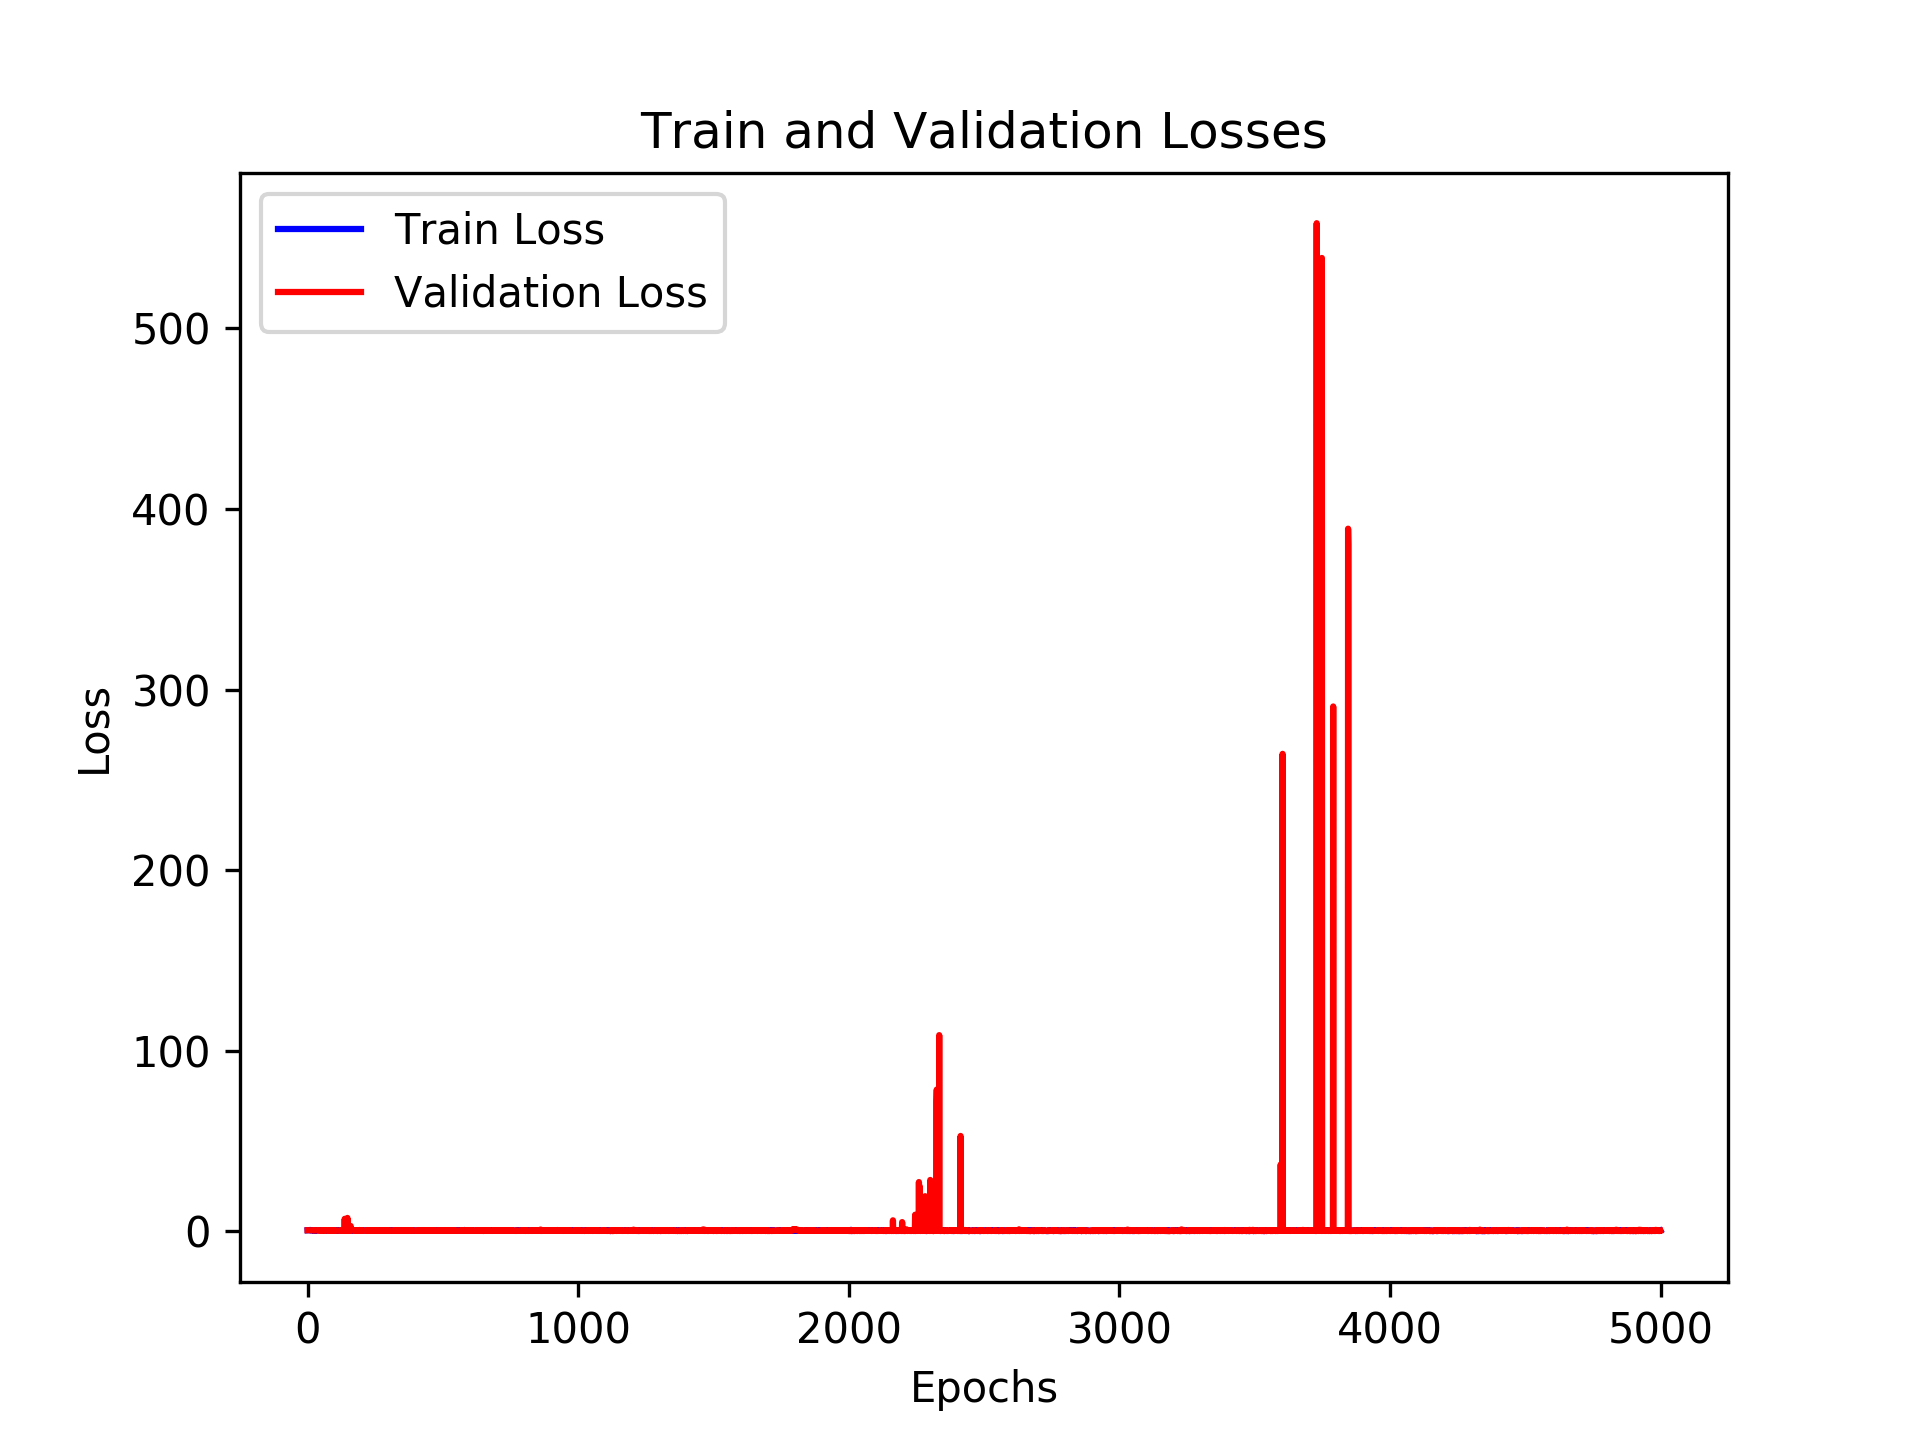 Train and Validation Losses
Train Loss
Validation Loss
500
400
300
200
100
0
Loss
0 1000 2000 3000 4000 5000
Epochs